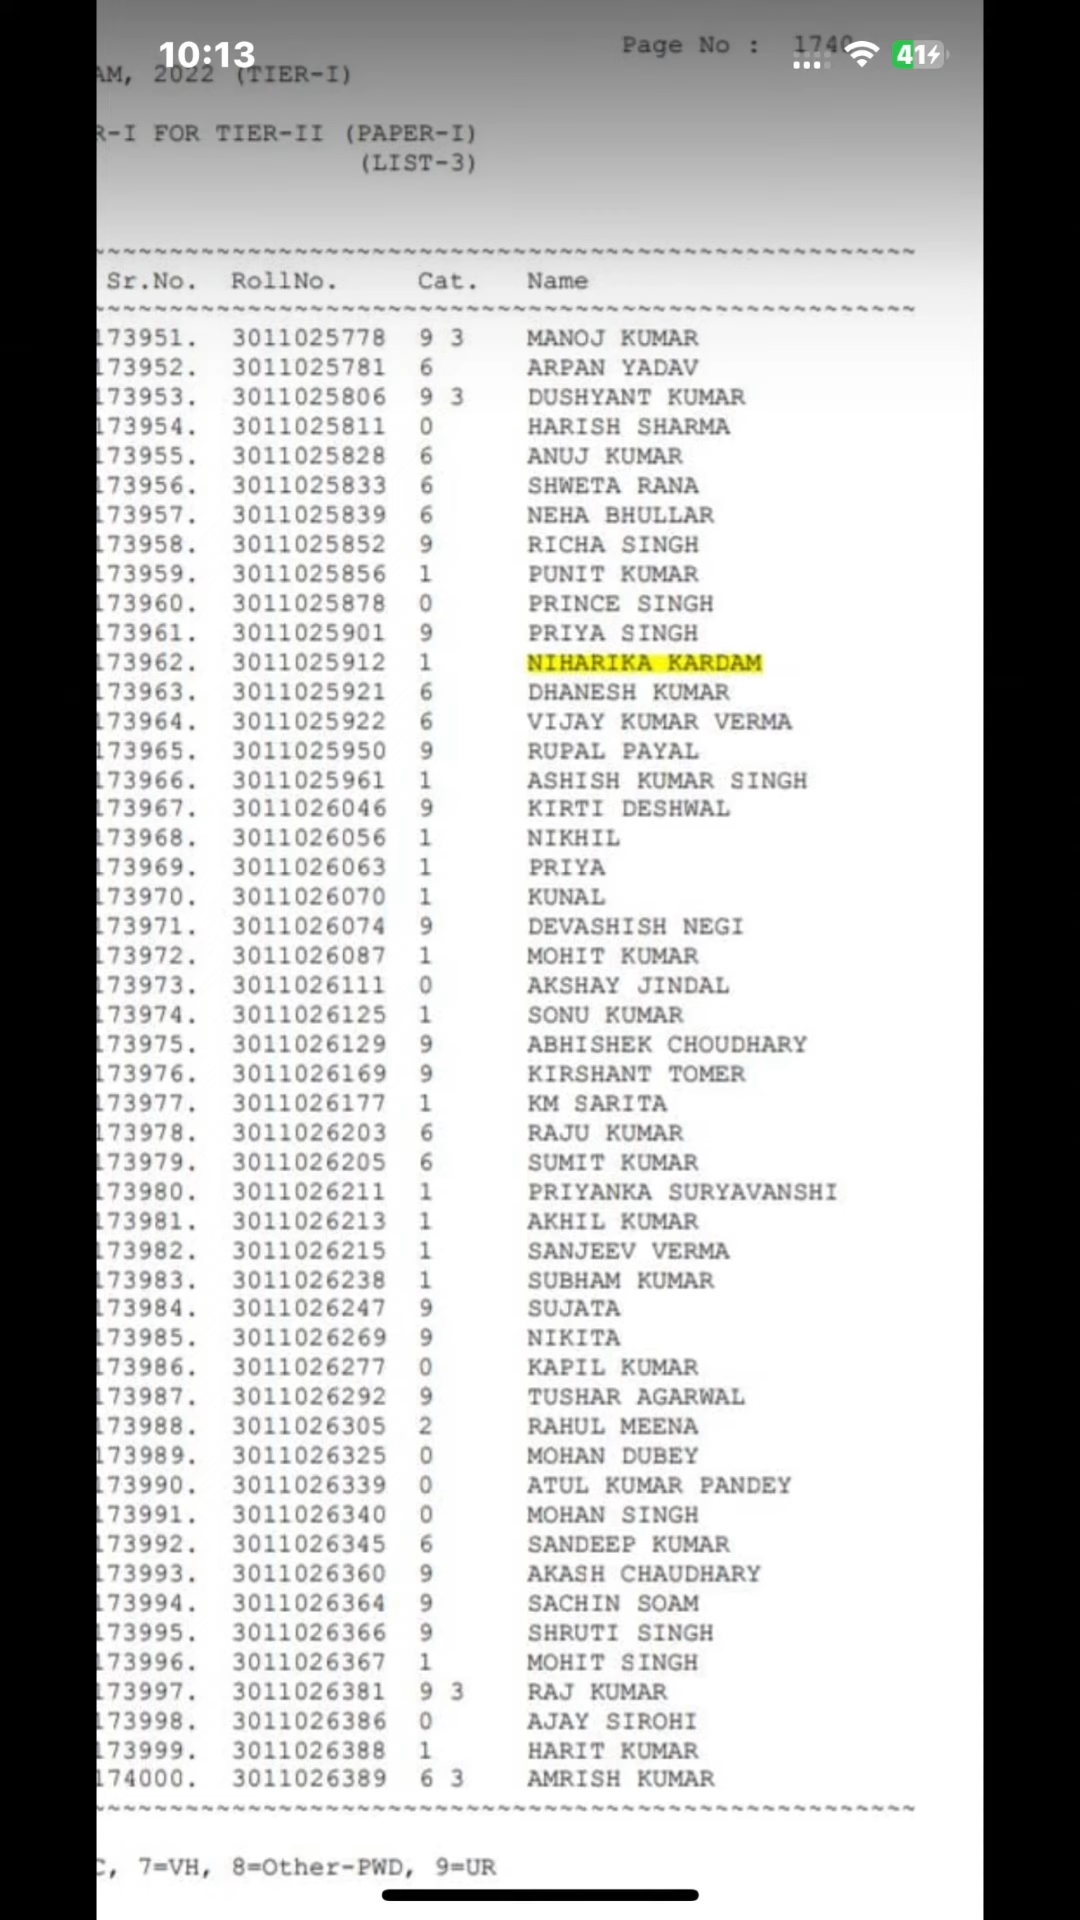 10:13
Page No : 1740
41
AM, 2022 (TIER-I)
R-I FOR TIER-II (PAPER-I)
(LIST-3)
Sr.No. RollNo. Cat. Name
173951. 3011025778 9 3 MANOJ KUMAR
173952. 3011025781 6 ARPAN YADAV
173953. 3011025806 9 3 DUSHYANT KUMAR
173954. 3011025811 0 HARISH SHARMA
173955. 3011025828 6 ANUJ KUMAR
173956. 3011025833 6 SHWETA RANA
173957. 3011025839 6 NEHA BHULLAR
173958. 3011025852 9 RICHA SINGH
173959. 3011025856 1 PUNIT KUMAR
173960. 3011025878 0 PRINCE SINGH
173961. 3011025901 9 PRIYA SINGH
173962. 3011025912 1 NIHARIKA KARDAM
173963. 3011025921 6 DHANESH KUMAR
173964. 3011025922 6 VIJAY KUMAR VERMA
173965. 3011025950 9 RUPAL PAYAL
173966. 3011025961 1 ASHISH KUMAR SINGH
173967. 3011026046 9 KIRTI DESHWAL
173968. 3011026056 1 NIKHIL
173969. 3011026063 1 PRIYA
173970. 3011026070 1 KUNAL
173971. 3011026074 9 DEVASHISH NEGI
173972. 3011026087 1 MOHIT KUMAR
173973. 3011026111 0 AKSHAY JINDAL
173974. 3011026125 1 SONU KUMAR
173975. 3011026129 9 ABHISHEK CHOUDHARY
173976. 3011026169 9 KIRSHANT TOMER
173977. 3011026177 1 KM SARITA
173978. 3011026203 6 RAJU KUMAR
173979. 3011026205 6 SUMIT KUMAR
173980. 3011026211 1 PRIYANKA SURYAVANSHI
173981. 3011026213 1 AKHIL KUMAR
173982. 3011026215 1 SANJEEV VERMA
173983. 3011026238 1 SUBHAM KUMAR
173984. 3011026247 9 SUJATA
173985. 3011026269 9 NIKITA
173986. 3011026277 0 KAPIL KUMAR
173987. 3011026292 9 TUSHAR AGARWAL
173988. 3011026305 2 RAHUL MEENA
173989. 3011026325 0 MOHAN DUBEY
173990. 3011026339 0 ATUL KUMAR PANDEY
173991. 3011026340 0 MOHAN SINGH
173992. 3011026345 6 SANDEEP KUMAR
173993. 3011026360 9 AKASH CHAUDHARY
173994. 3011026364 9 SACHIN SOAM
173995. 3011026366 9 SHRUTI SINGH
173996. 3011026367 1 MOHIT SINGH
173997. 3011026381 9 3 RAJ KUMAR
173998. 3011026386 0 AJAY SIROHI
173999. 3011026388 1 HARIT KUMAR
174000. 3011026389 6 3 AMRISH KUMAR
C, 7=VH, 8=Other-PWD, 9=UR